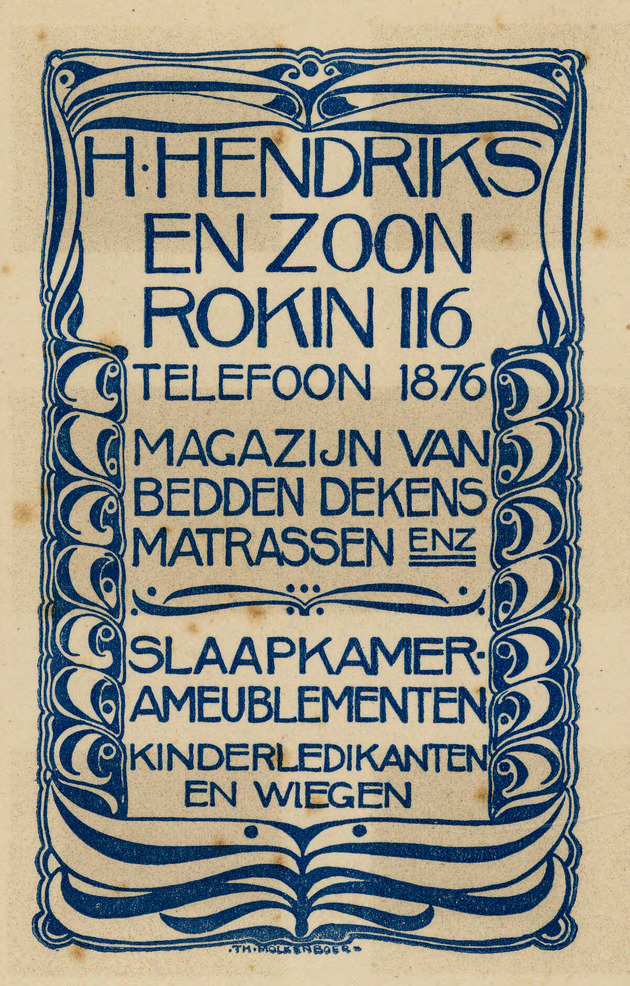 H·HENDRIKS
EN ZOON
ROKIN 116
TELEFOON 1876
MAGAZIJN VAN
BEDDEN DEKENS
MATRASSEN ENZ
SLAAPKAMER-
AMEUBLEMENTEN
KINDERLEDIKANTEN
EN WIEGEN
·TH·MOLKENBOER·